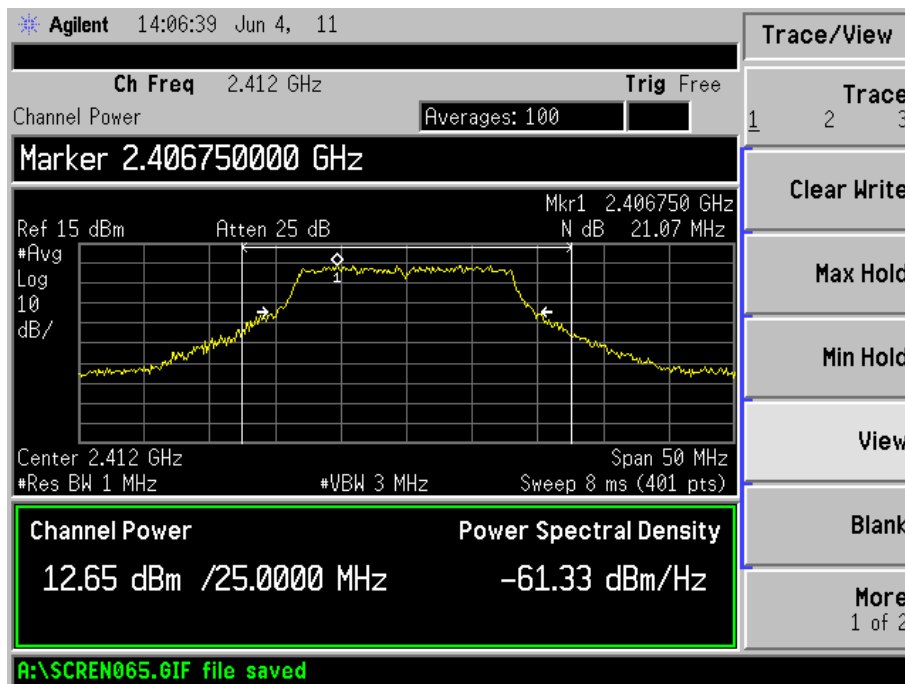 Agilent 14:06:39 Jun 4, 11
Ch Freq 2.412 GHz Trig Free
Channel Power Averages: 100
Marker 2.406750000 GHz
Mkr1 2.406750 GHz
Ref 15 dBm Atten 25 dB N dB 21.07 MHz
#Avg
Log
10
dB/
1
Center 2.412 GHz Span 50 MHz
#Res BW 1 MHz #VBW 3 MHz Sweep 8 ms (401 pts)
Channel Power Power Spectral Density
12.65 dBm /25.0000 MHz -61.33 dBm/Hz
A:\SCREN065.GIF file saved
Trace/View
Trace
1 2 3
Clear Write
Max Hold
Min Hold
View
Blank
More
1 of 2